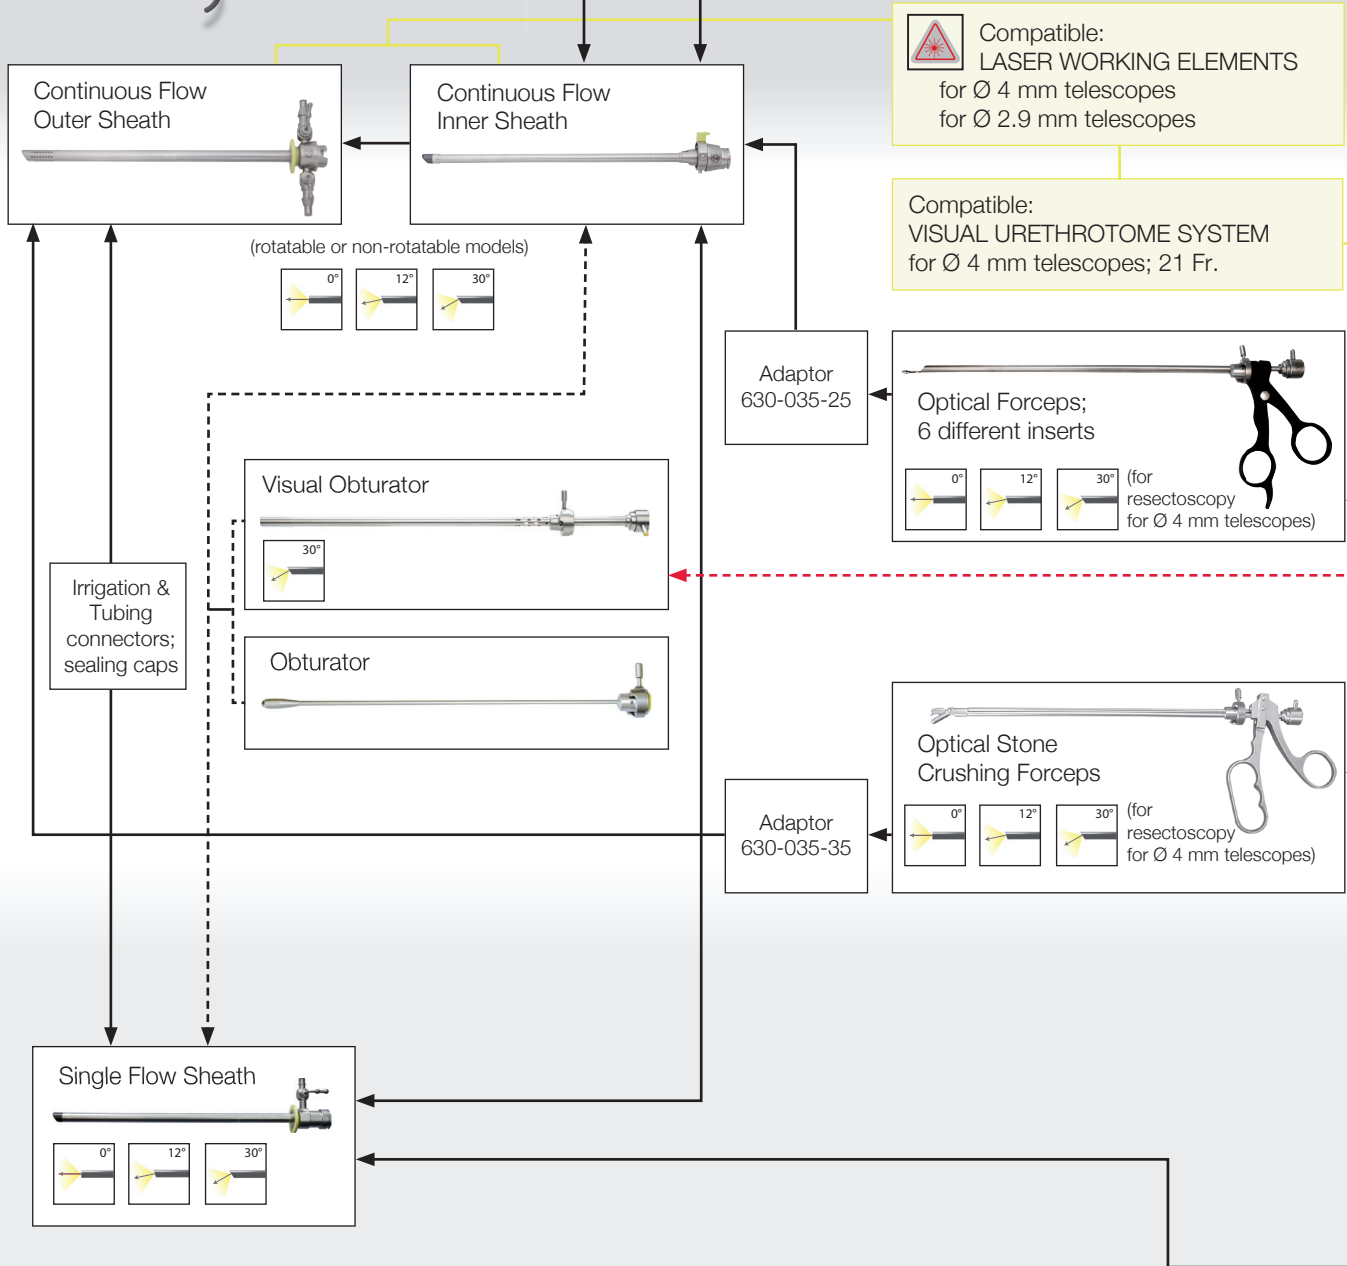 Compatible:
LASER WORKING ELEMENTS
for Ø 4 mm telescopes
for Ø 2.9 mm telescopes
Continuous Flow
Outer Sheath
Continuous Flow
Inner Sheath
Compatible:
VISUAL URETHROTOME SYSTEM
for Ø 4 mm telescopes; 21 Fr.
(rotatable or non-rotatable models)
0°
12°
30°
Adaptor
630-035-25
Optical Forceps;
6 different inserts
0°
12°
30°
(for
resectoscopy
for Ø 4 mm telescopes)
Visual Obturator
30°
Irrigation &
Tubing
connectors;
sealing caps
Obturator
Optical Stone
Crushing Forceps
0°
12°
30°
(for
resectoscopy
for Ø 4 mm telescopes)
Adaptor
630-035-35
Single Flow Sheath
0°
12°
30°